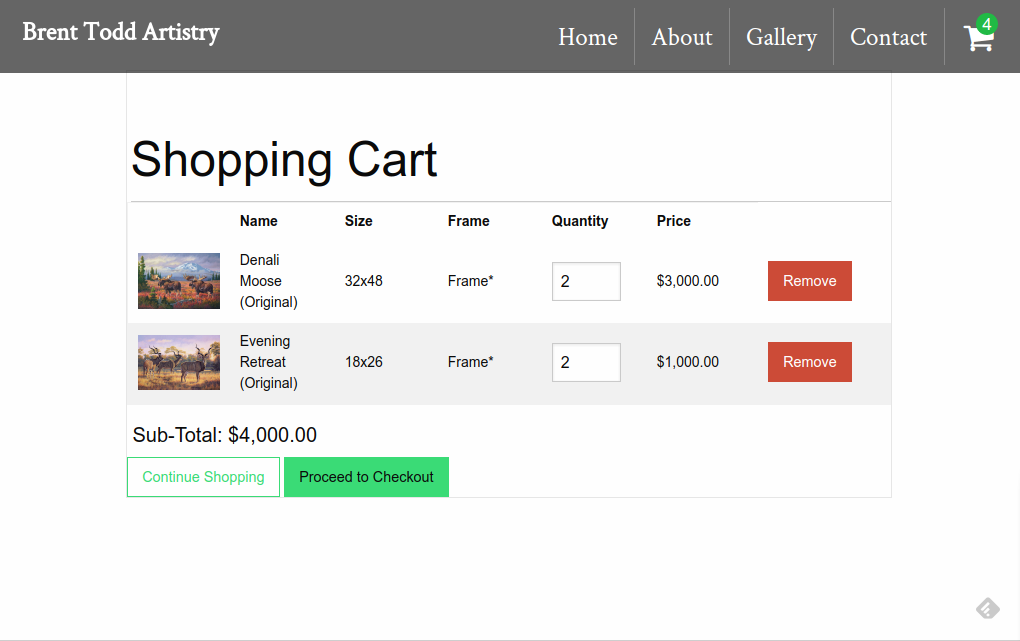 Brent Todd Artistry
Home About Gallery Contact 4
Shopping Cart
Name Size Frame Quantity Price
Denali
Moose
(Original)
32x48 Frame* 2 $3,000.00 Remove
Evening
Retreat
(Original)
18x26 Frame* 2 $1,000.00 Remove
Sub-Total: $4,000.00
Continue Shopping Proceed to Checkout